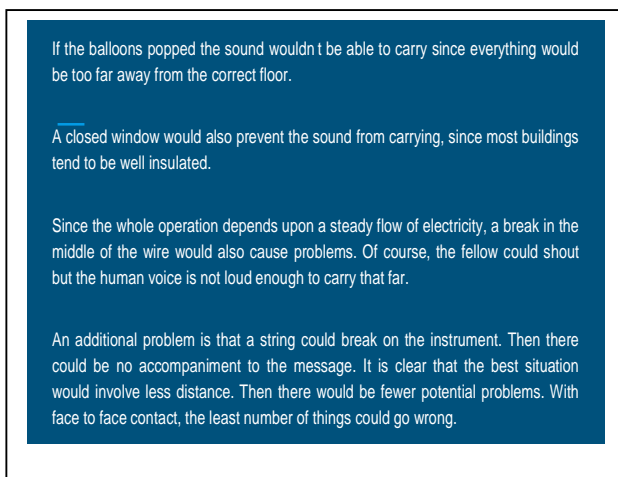 If the balloons popped the sound wouldn t be able to carry since everything would
be too far away from the correct floor.
A closed window would also prevent the sound from carrying, since most buildings
tend to be well insulated.
Since the whole operation depends upon a steady flow of electricity, a break in the
middle of the wire would also cause problems. Of course, the fellow could shout
but the human voice is not loud enough to carry that far.
An additional problem is that a string could break on the instrument. Then there
could be no accompaniment to the message. It is clear that the best situation
would involve less distance. Then there would be fewer potential problems. With
face to face contact, the least number of things could go wrong.